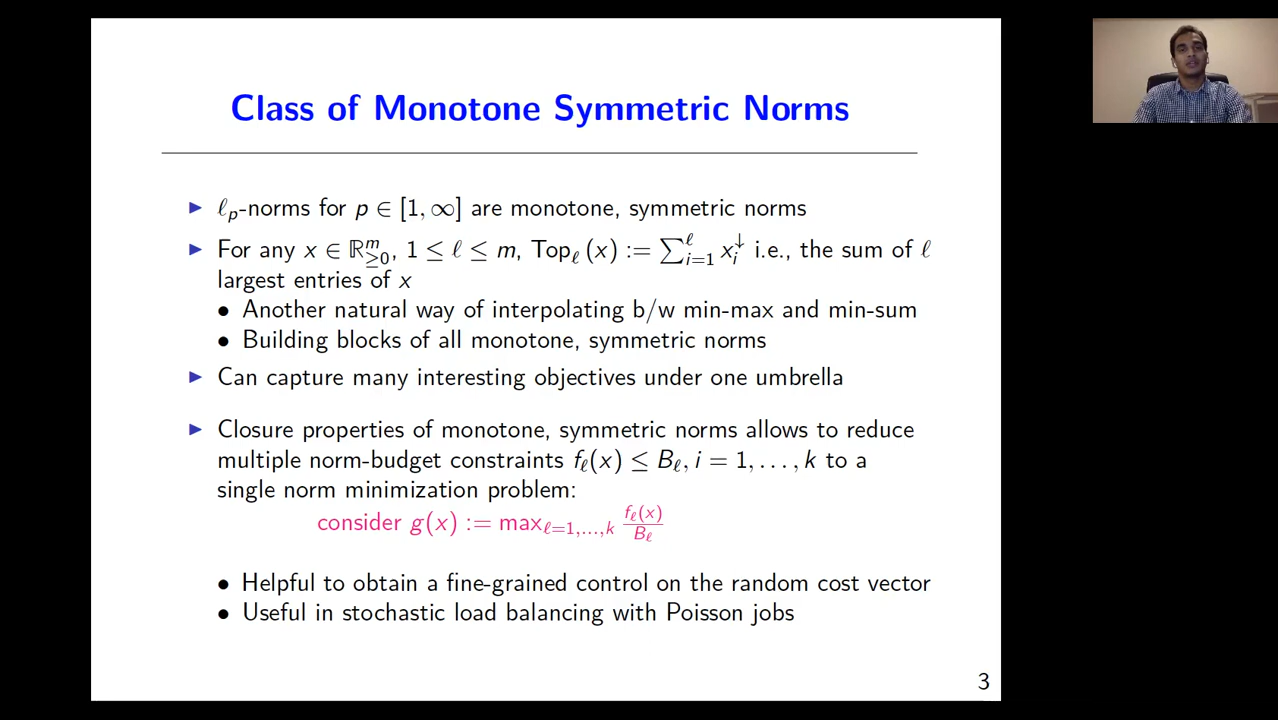 Class of Monotone Symmetric Norms
▶ ℓₚ-norms for p ∈ [1, ∞] are monotone, symmetric norms
▶ For any x ∈ ℝ^m_≥0, 1 ≤ ℓ ≤ m, Top_ℓ (x) := ∑^ℓ_i=1 x^↓_i i.e., the sum of ℓ
largest entries of x
• Another natural way of interpolating b/w min-max and min-sum
• Building blocks of all monotone, symmetric norms
▶ Can capture many interesting objectives under one umbrella
▶ Closure properties of monotone, symmetric norms allows to reduce
multiple norm-budget constraints f_ℓ(x) ≤ B_ℓ, i = 1, . . . , k to a
single norm minimization problem:
consider g(x) := max_ℓ=1,...,k f_ℓ(x)/B_ℓ
• Helpful to obtain a fine-grained control on the random cost vector
• Useful in stochastic load balancing with Poisson jobs
3